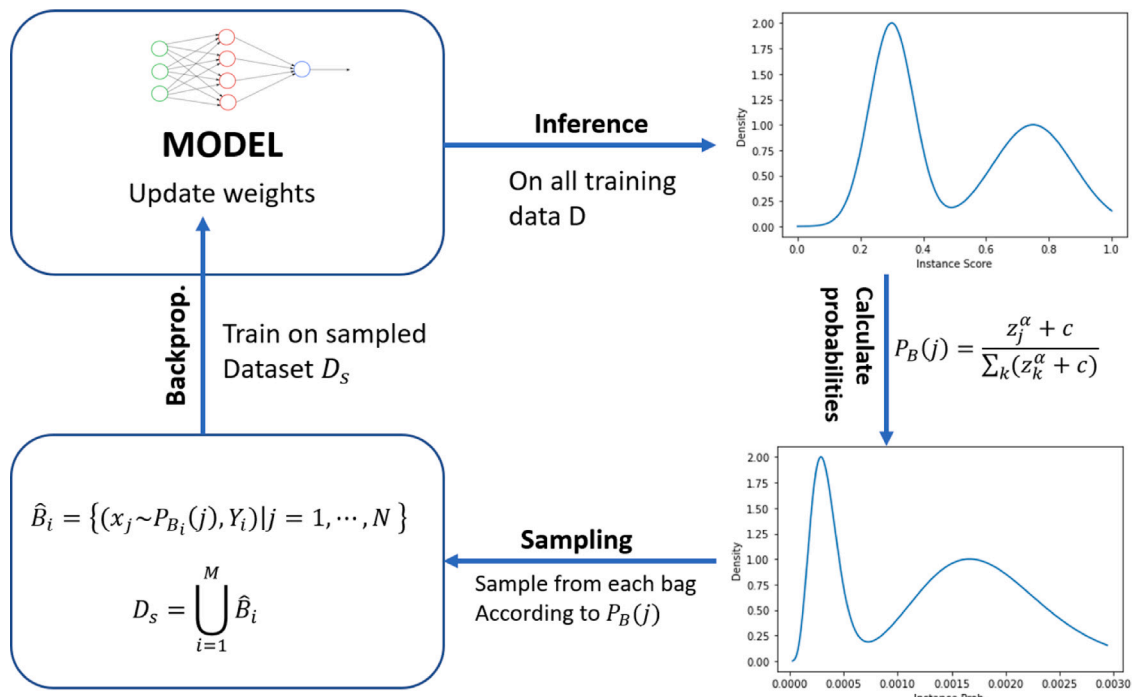 MODEL
Update weights
Inference
On all training
data D
2.00
1.75
1.50
1.25
1.00
0.75
0.50
0.25
0.00
Density
0.0 0.2 0.4 0.6 0.8 1.0
Instance Score
Calculate
probabilities
P_B(j) = \frac{z_j^α + c}{\sum_k (z_k^α + c)}
2.00
1.75
1.50
1.25
1.00
0.75
0.50
0.25
0.00
Density
0.0000 0.0005 0.0010 0.0015 0.0020 0.0025 0.0030
Instance Prob
Sampling
Sample from each bag
According to P_B(j)
B̂_i = {(x_j~P_{B_i}(j), Y_i)|j = 1, ⋯, N }
D_s = \bigcup_{i=1}^{M} B̂_i
Backprop.
Train on sampled
Dataset D_s